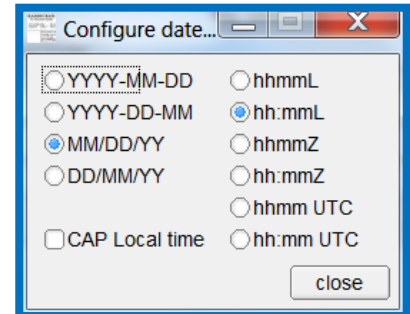 Configure date...
YYYY-MM-DD hhmmL
YYYY-DD-MM hh:mmL
MM/DD/YY hhmmZ
DD/MM/YY hh:mmZ
hhmm UTC
CAP Local time hh:mm UTC
close